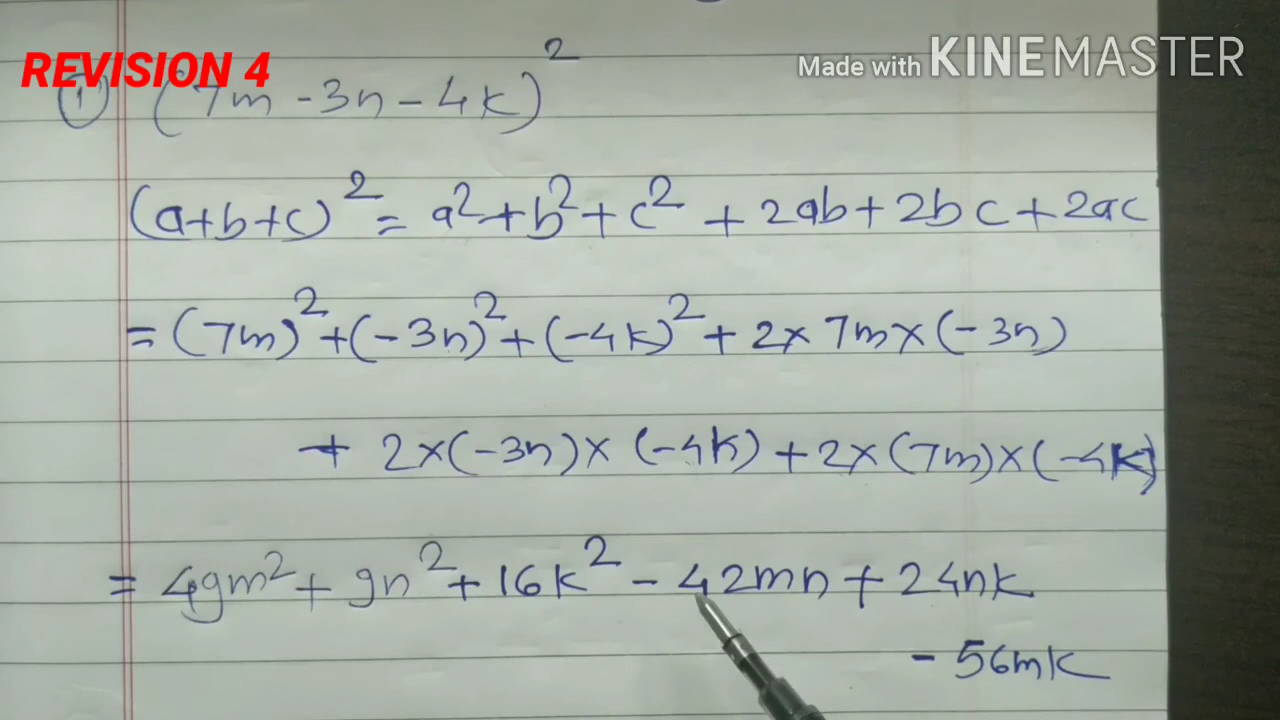 REVISION 4
Made with KINEMASTER
① (7m - 3n - 4k)²
(a+b+c)² = a² + b² + c² + 2ab + 2bc + 2ac
= (7m)² + (-3n)² + (-4k)² + 2 × 7m × (-3n)
+ 2 × (-3n) × (-4k) + 2 × (7m) × (-4k)
= 49m² + 9n² + 16k² - 42mn + 24nk
- 56mk